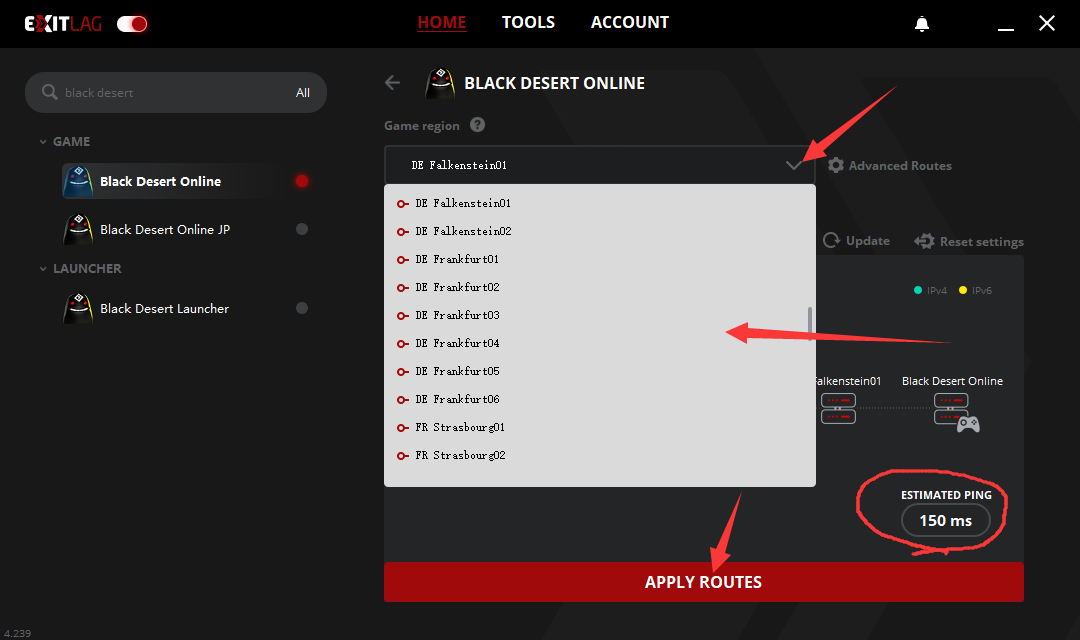 EXITLAG
HOME
TOOLS
ACCOUNT
black desert
All
GAME
Black Desert Online
Black Desert Online JP
LAUNCHER
Black Desert Launcher
BLACK DESERT ONLINE
Game region ?
DE Falkenstein01
Advanced Routes
DE Falkenstein01
DE Falkenstein02
DE Frankfurt01
DE Frankfurt02
DE Frankfurt03
DE Frankfurt04
DE Frankfurt05
DE Frankfurt06
FR Strasbourg01
FR Strasbourg02
Update
Reset settings
IPv4
IPv6
alkenstein01
Black Desert Online
ESTIMATED PING
150 ms
APPLY ROUTES
4.239